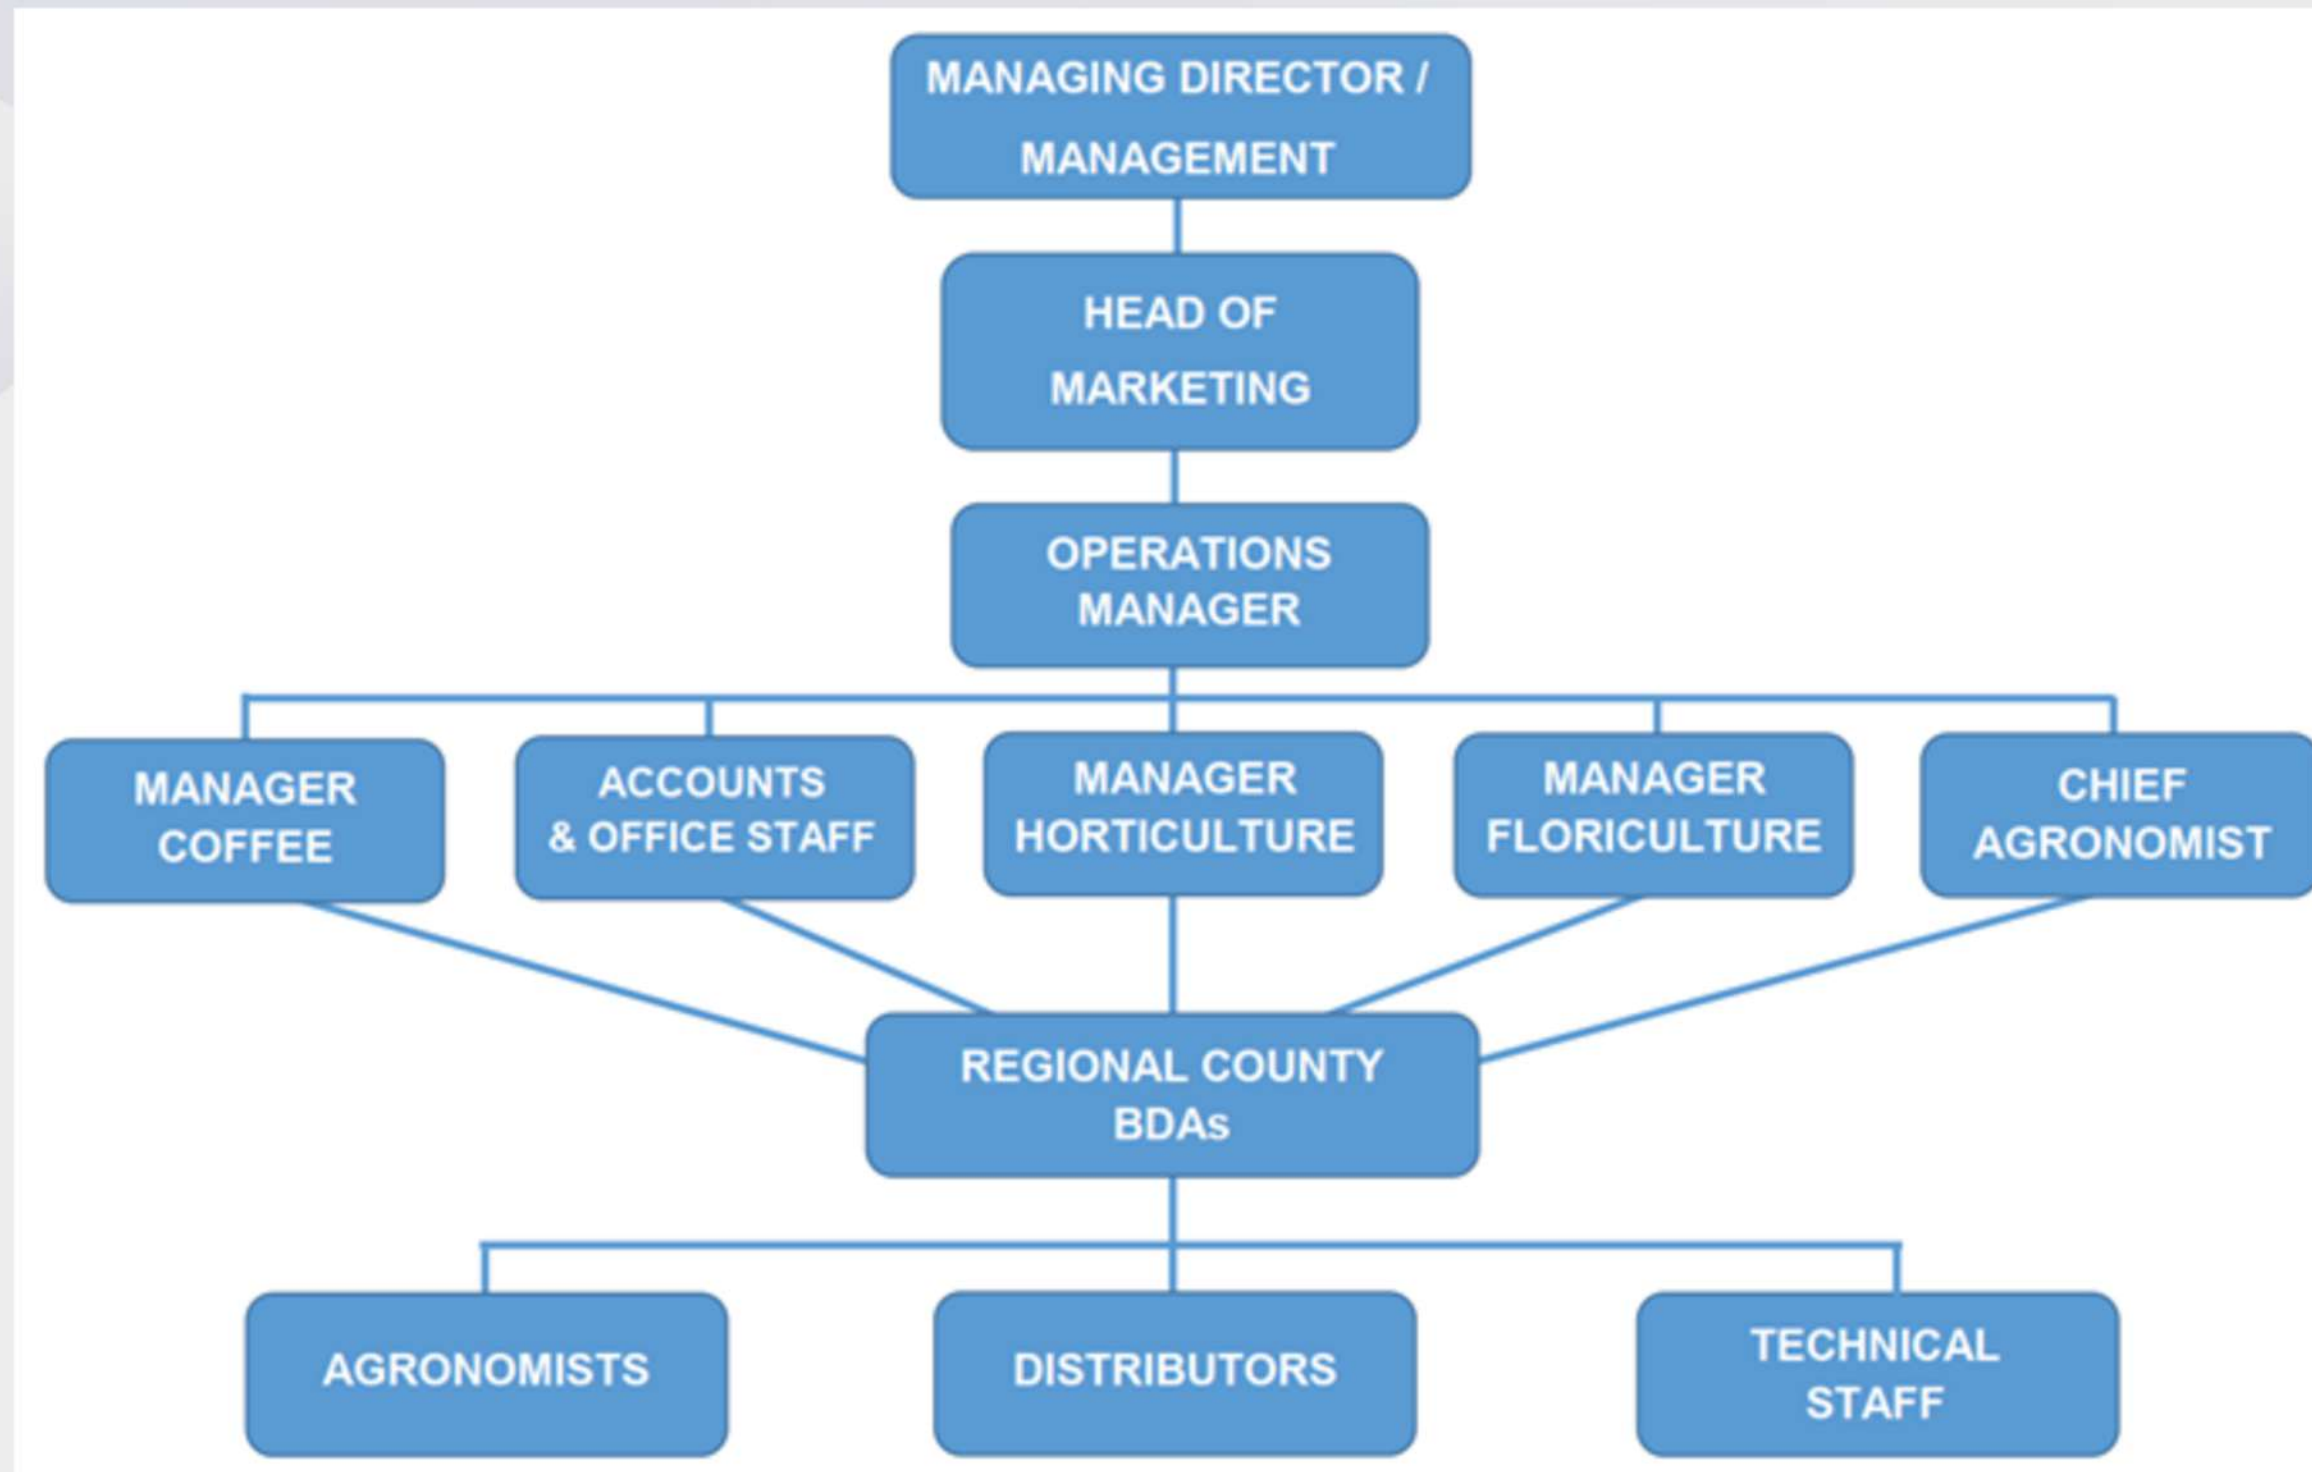 MANAGING DIRECTOR /
MANAGEMENT
HEAD OF
MARKETING
OPERATIONS
MANAGER
MANAGER
COFFEE
ACCOUNTS
& OFFICE STAFF
MANAGER
HORTICULTURE
MANAGER
FLORICULTURE
CHIEF
AGRONOMIST
REGIONAL COUNTY
BDAs
AGRONOMISTS
DISTRIBUTORS
TECHNICAL
STAFF